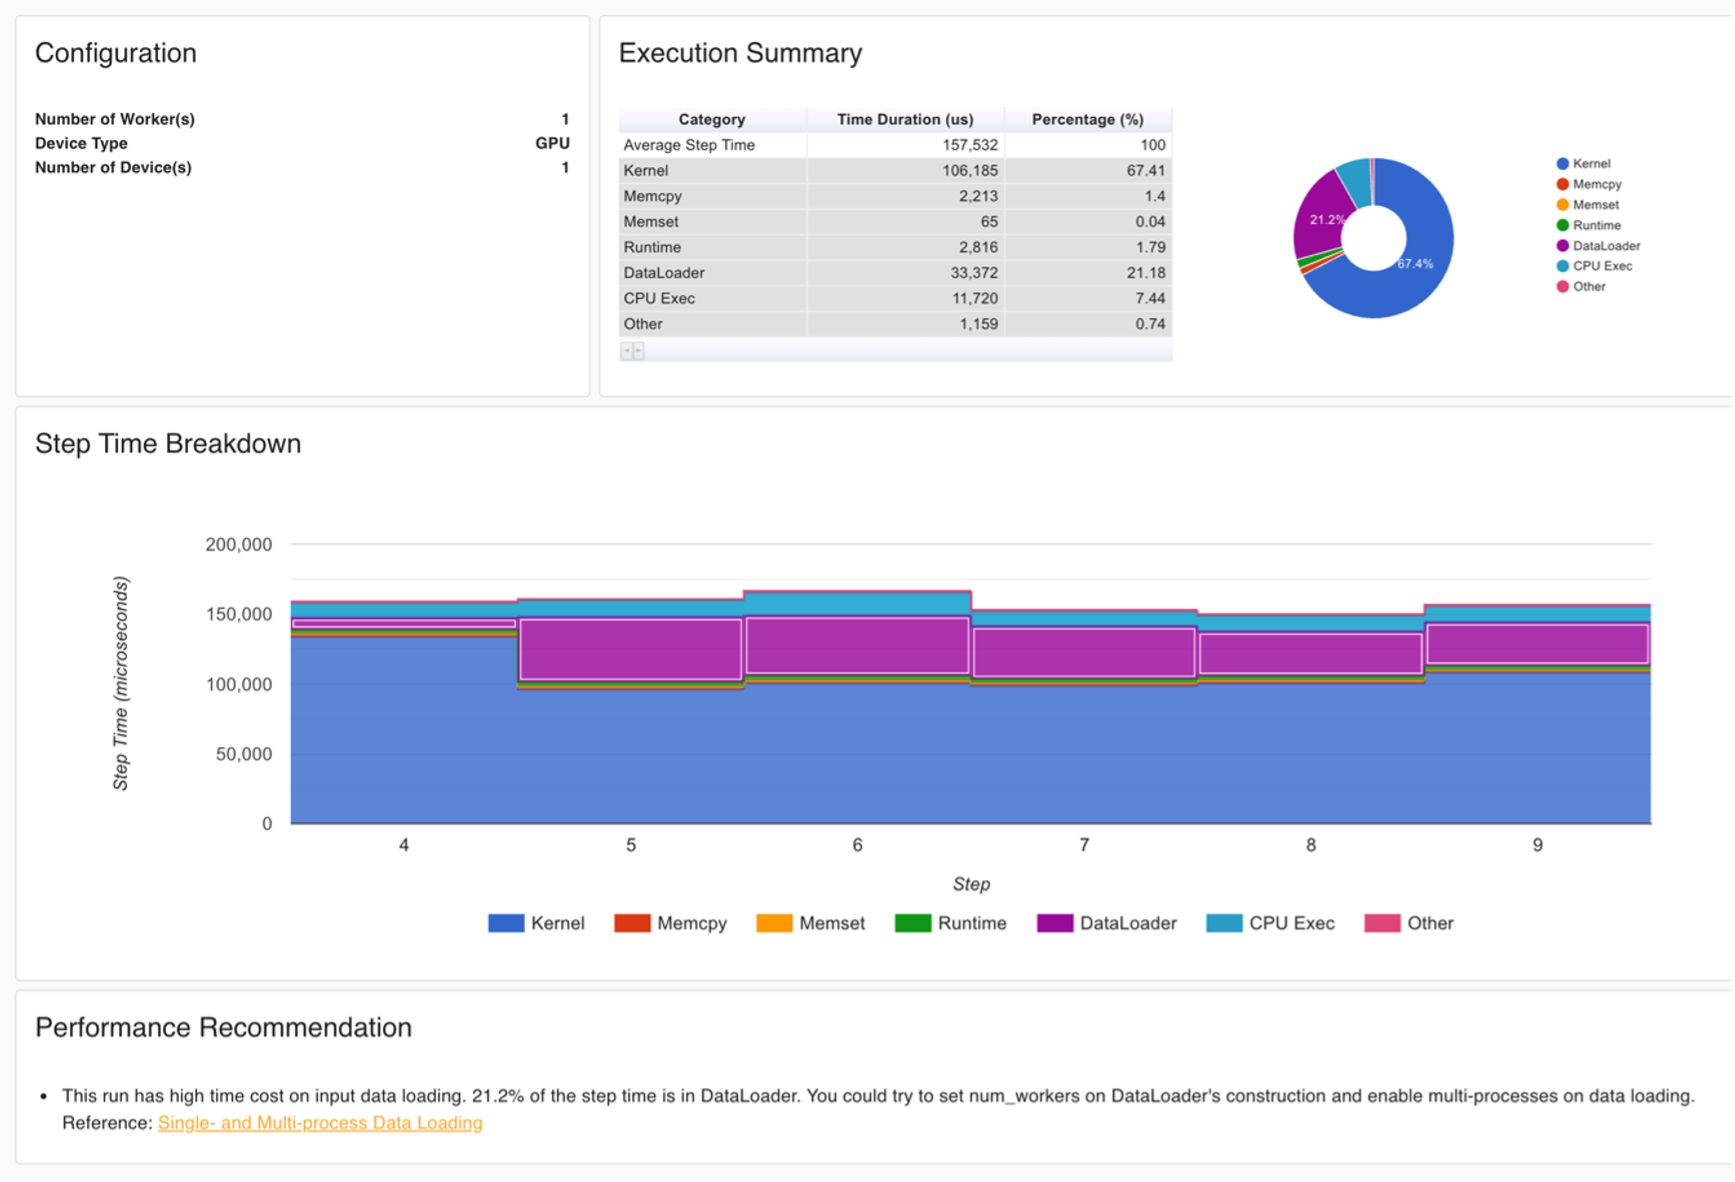 Configuration
Number of Worker(s) 1
Device Type GPU
Number of Device(s) 1
Execution Summary
Category Time Duration (us) Percentage (%)
Average Step Time 157,532 100
Kernel 106,185 67.41
Memcpy 2,213 1.4
Memset 65 0.04
Runtime 2,816 1.79
DataLoader 33,372 21.18
CPU Exec 11,720 7.44
Other 1,159 0.74
21.2%
67.4%
Kernel
Memcpy
Memset
Runtime
DataLoader
CPU Exec
Other
Step Time Breakdown
Step Time (microseconds)
200,000
150,000
100,000
50,000
0
4 5 6 7 8 9
Step
Kernel Memcpy Memset Runtime DataLoader CPU Exec Other
Performance Recommendation
• This run has high time cost on input data loading. 21.2% of the step time is in DataLoader. You could try to set num_workers on DataLoader's construction and enable multi-processes on data loading.
Reference: Single- and Multi-process Data Loading